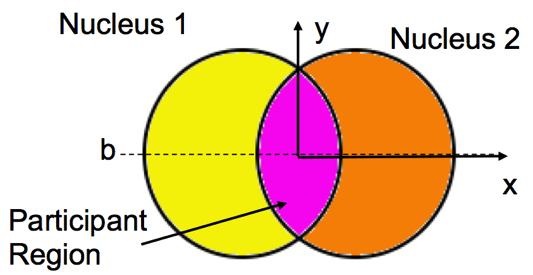 Nucleus 1
y
Nucleus 2
b
x
Participant
Region